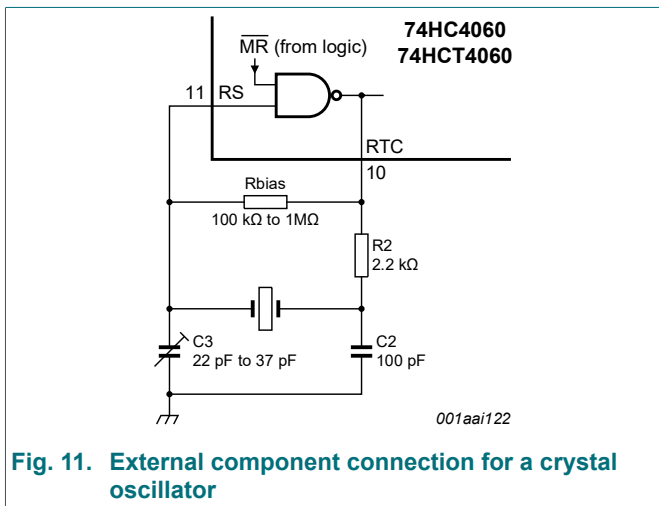 74HC4060
74HCT4060
MR (from logic)
11 RS
RTC
10
Rbias
100 kΩ to 1MΩ
R2
2.2 kΩ
C3
22 pF to 37 pF
C2
100 pF
001aai122
Fig. 11. External component connection for a crystal
oscillator